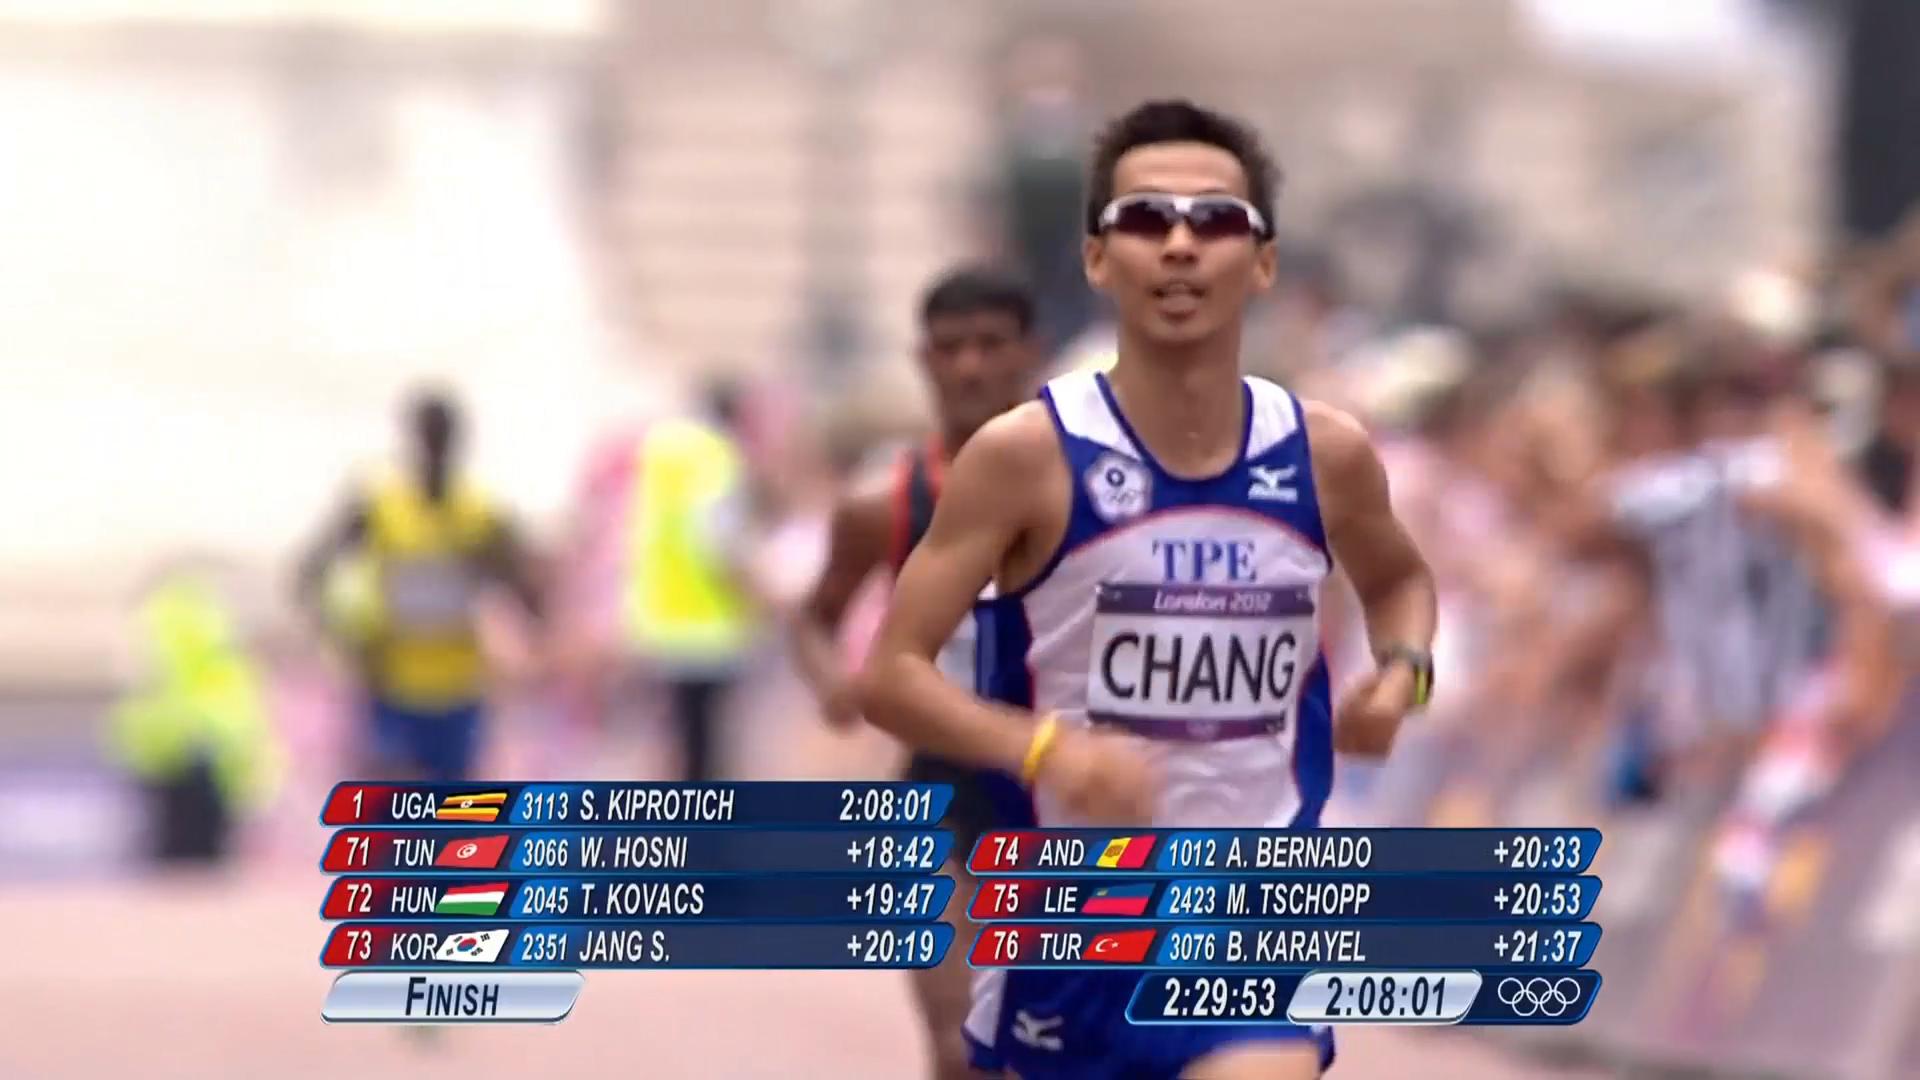 TPE
London 2012
CHANG
1 UGA 3113 S. KIPROTICH 2:08:01
71 TUN 3066 W. HOSNI +18:42
72 HUN 2045 T. KOVACS +19:47
73 KOR 2351 JANG S. +20:19
74 AND 1012 A. BERNADO +20:33
75 LIE 2423 M. TSCHOPP +20:53
76 TUR 3076 B. KARAYEL +21:37
FINISH
2:29:53 2:08:01